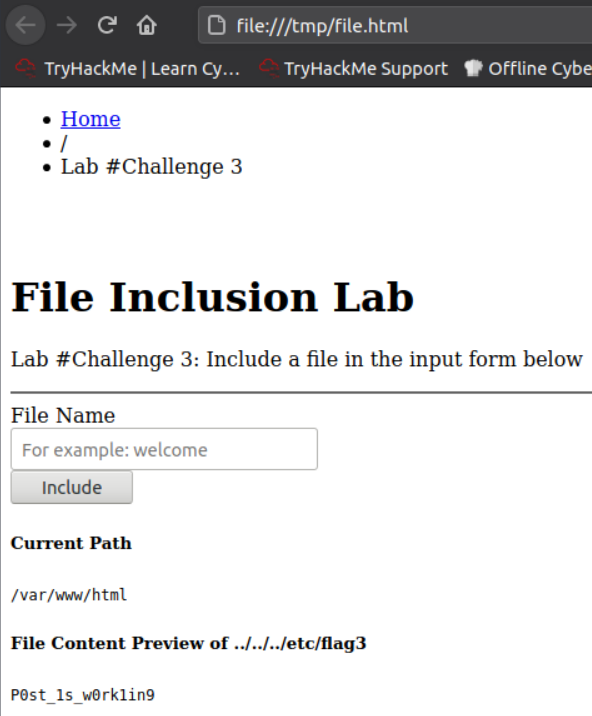 file:///tmp/file.html
TryHackMe | Learn Cy... TryHackMe Support Offline Cybe
Home
/
Lab #Challenge 3
File Inclusion Lab
Lab #Challenge 3: Include a file in the input form below
File Name
For example: welcome
Include
Current Path
/var/www/html
File Content Preview of ../../../etc/flag3
P0st_1s_w0rk1in9